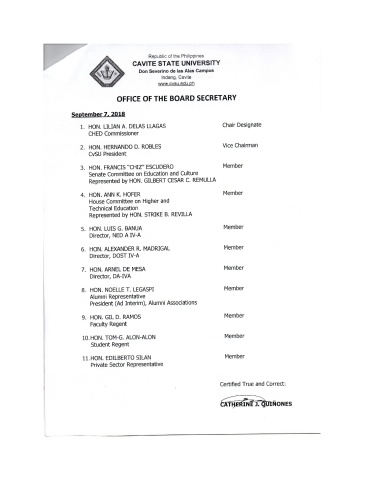 Republic of the Philippines
CAVITE STATE UNIVERSITY
Don Severino de las Alas Campus
Indang, Cavite
www.cvsu.edu.ph
OFFICE OF THE BOARD SECRETARY
September 7, 2018
1. HON. LILIAN A. DELAS LLAGAS Chair Designate
CHED Commissioner
2. HON. HERNANDO D. ROBLES Vice Chairman
CvSU President
3. HON. FRANCIS "CHIZ" ESCUDERO Member
Senate Committee on Education and Culture
Represented by HON. GILBERT CESAR C. REMULLA
4. HON. ANN K. HOFER Member
House Committee on Higher and
Technical Education
Represented by HON. STRIKE B. REVILLA
5. HON. LUIS G. BANUA Member
Director, NED A IV-A
6. HON. ALEXANDER R. MADRIGAL Member
Director, DOST IV-A
7. HON. ARNEL DE MESA Member
Director, DA-IVA
8. HON. NOELLE T. LEGASPI Member
Alumni Representative
President (Ad Interim), Alumni Associations
9. HON. GIL D. RAMOS Member
Faculty Regent
10. HON. TOM-G. ALON-ALON Member
Student Regent
11. HON. EDILBERTO SILAN Member
Private Sector Representative
Certified True and Correct:
CATHERINE J. QUIÑONES